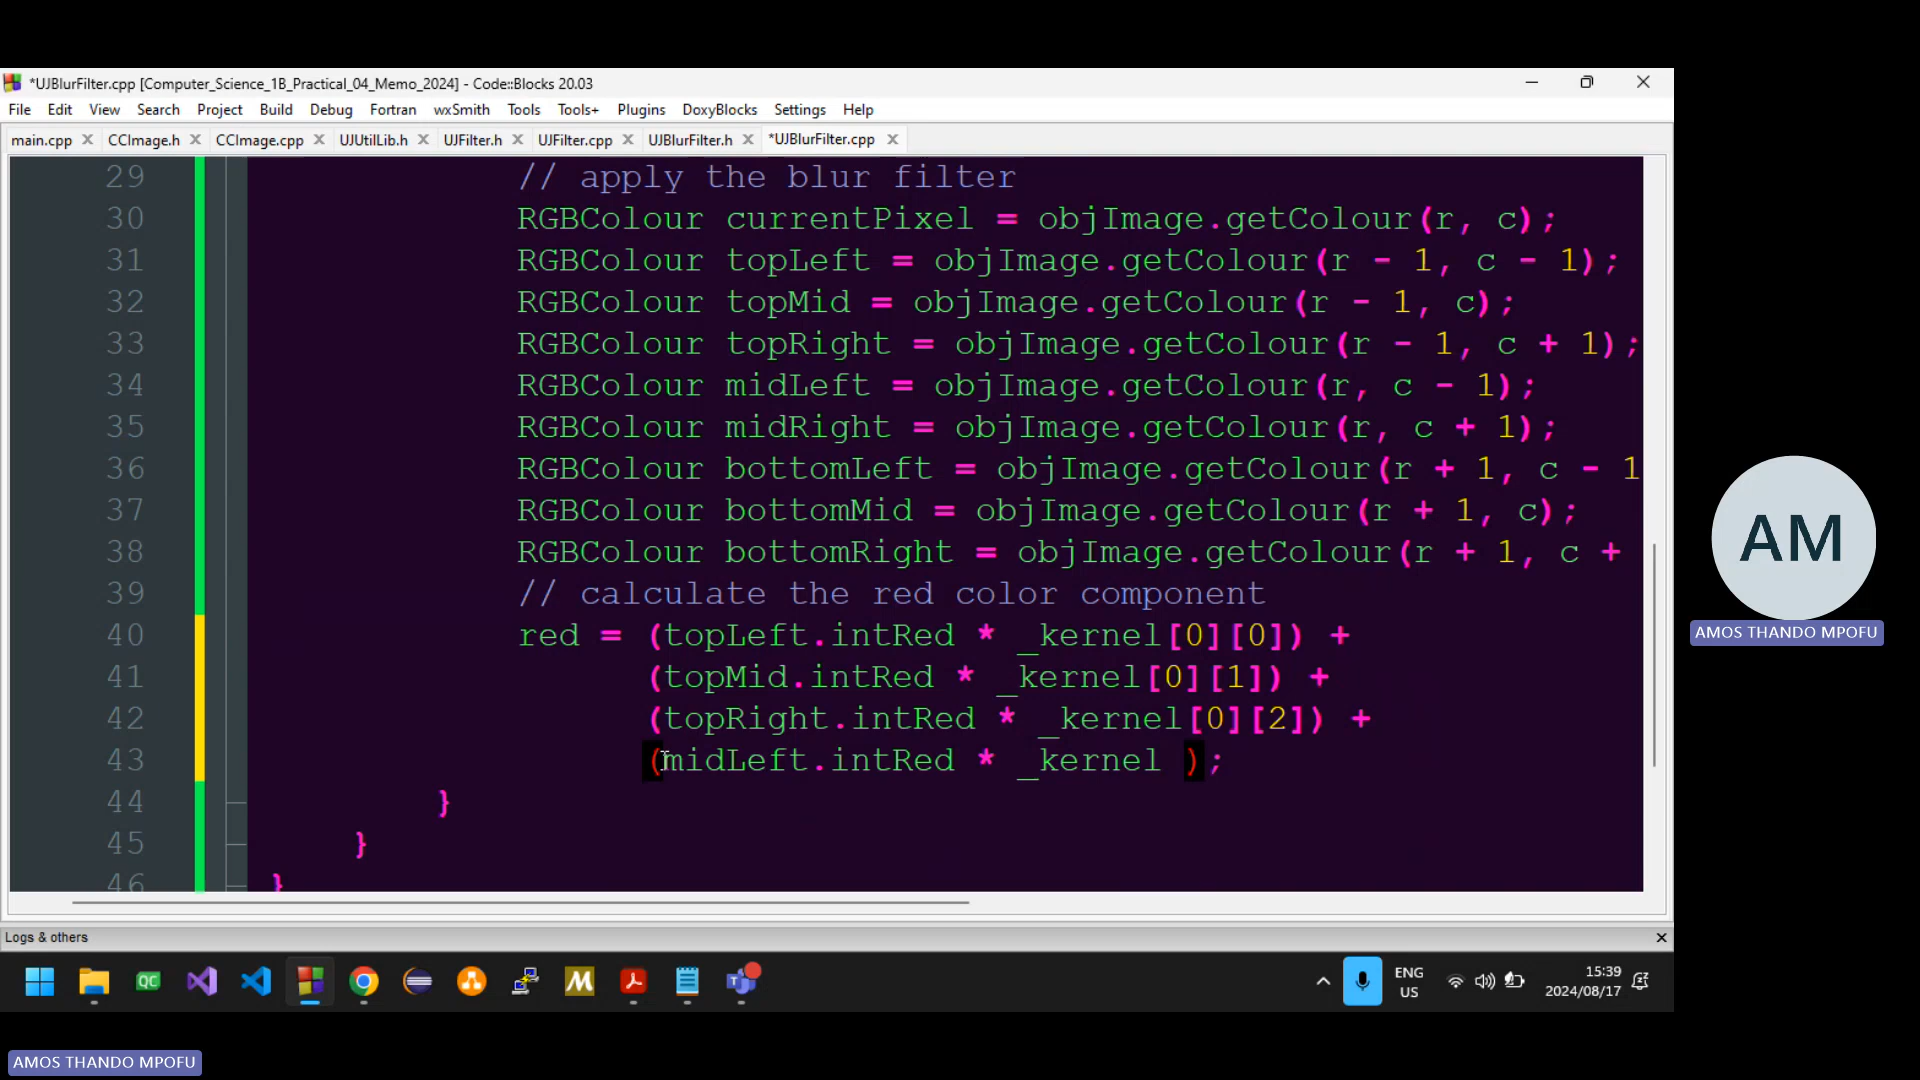 *UJBlurFilter.cpp [Computer_Science_1B_Practical_04_Memo_2024] - Code::Blocks 20.03
File Edit View Search Project Build Debug Fortran wxSmith Tools Tools+ Plugins DoxyBlocks Settings Help
main.cpp CCImage.h CCImage.cpp UJUtilLib.h UJFilter.h UJFilter.cpp UJBlurFilter.h *UJBlurFilter.cpp
29 // apply the blur filter
30 RGBColour currentPixel = objImage.getColour(r, c);
31 RGBColour topLeft = objImage.getColour(r - 1, c - 1);
32 RGBColour topMid = objImage.getColour(r - 1, c);
33 RGBColour topRight = objImage.getColour(r - 1, c + 1);
34 RGBColour midLeft = objImage.getColour(r, c - 1);
35 RGBColour midRight = objImage.getColour(r, c + 1);
36 RGBColour bottomLeft = objImage.getColour(r + 1, c - 1
37 RGBColour bottomMid = objImage.getColour(r + 1, c);
38 RGBColour bottomRight = objImage.getColour(r + 1, c +
39 // calculate the red color component
40 red = (topLeft.intRed * _kernel[0][0]) +
41 (topMid.intRed * _kernel[0][1]) +
42 (topRight.intRed * _kernel[0][2]) +
43 (midLeft.intRed * _kernel );
44 }
45 }
46 }
Logs & others
QC
M
ENG
US
15:39
2024/08/17
AM
AMOS THANDO MPOFU
AMOS THANDO MPOFU